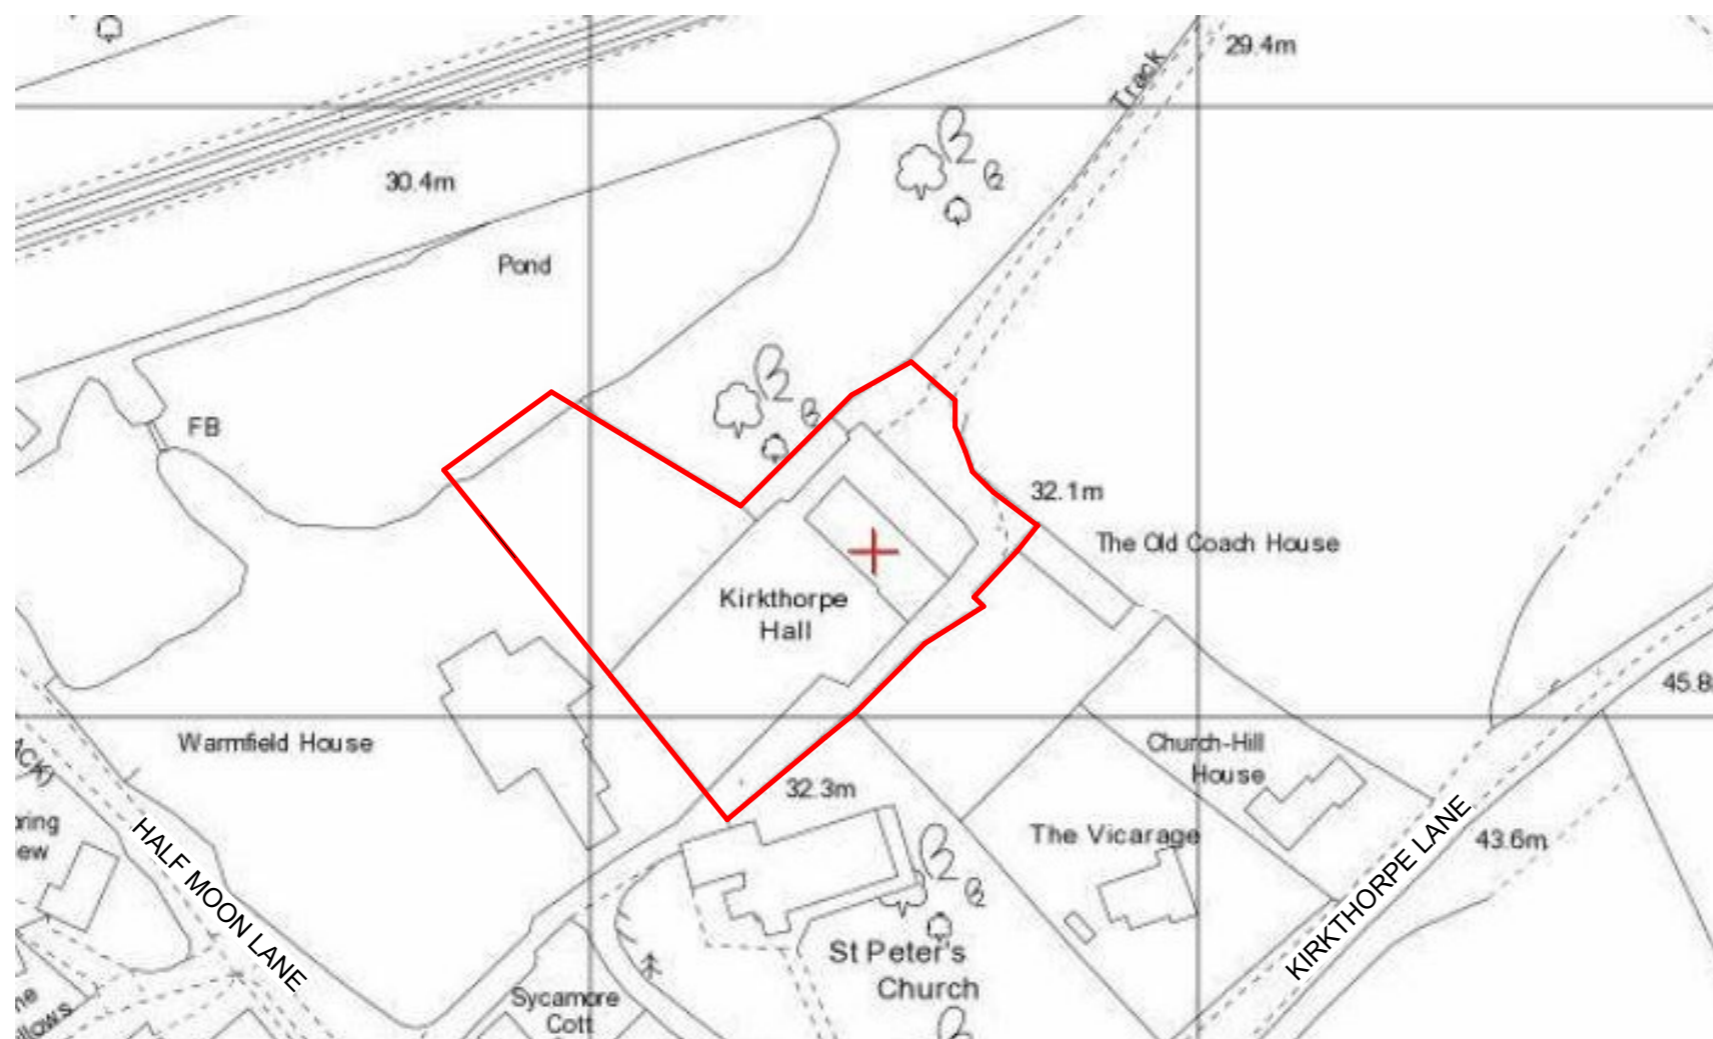 29.4m
Track
30.4m
Pond
FB
32.1m
The Old Coach House
Kirkthorpe
Hall
45.8
Warmfield House
Church-Hill
House
32.3m
The Vicarage
43.6m
HALF MOON LANE
KIRKTHORPE LANE
St Peter's
Church
Sycamore
Cott